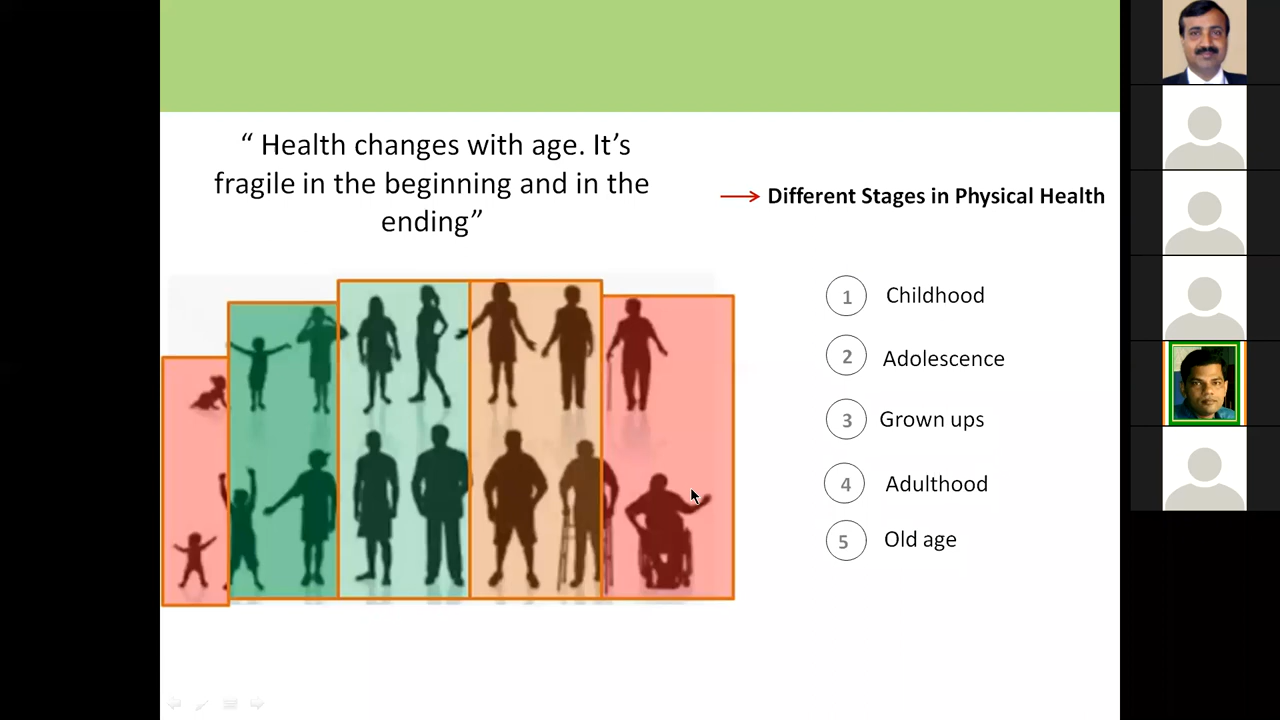 “ Health changes with age. It’s
fragile in the beginning and in the
ending”
Different Stages in Physical Health
1 Childhood
2 Adolescence
3 Grown ups
4 Adulthood
5 Old age